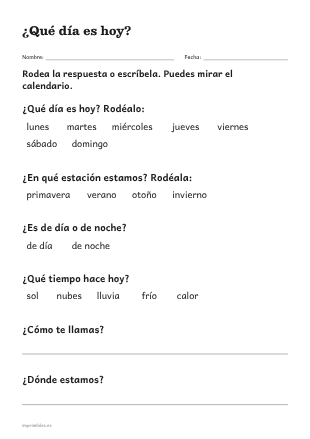 ¿Qué día es hoy?
Nombre: Fecha:
Rodea la respuesta o escríbela. Puedes mirar el
calendario.
¿Qué día es hoy? Rodéalo:
lunes martes miércoles jueves viernes
sábado domingo
¿En qué estación estamos? Rodéala:
primavera verano otoño invierno
¿Es de día o de noche?
de día de noche
¿Qué tiempo hace hoy?
sol nubes lluvia frío calor
¿Cómo te llamas?
¿Dónde estamos?